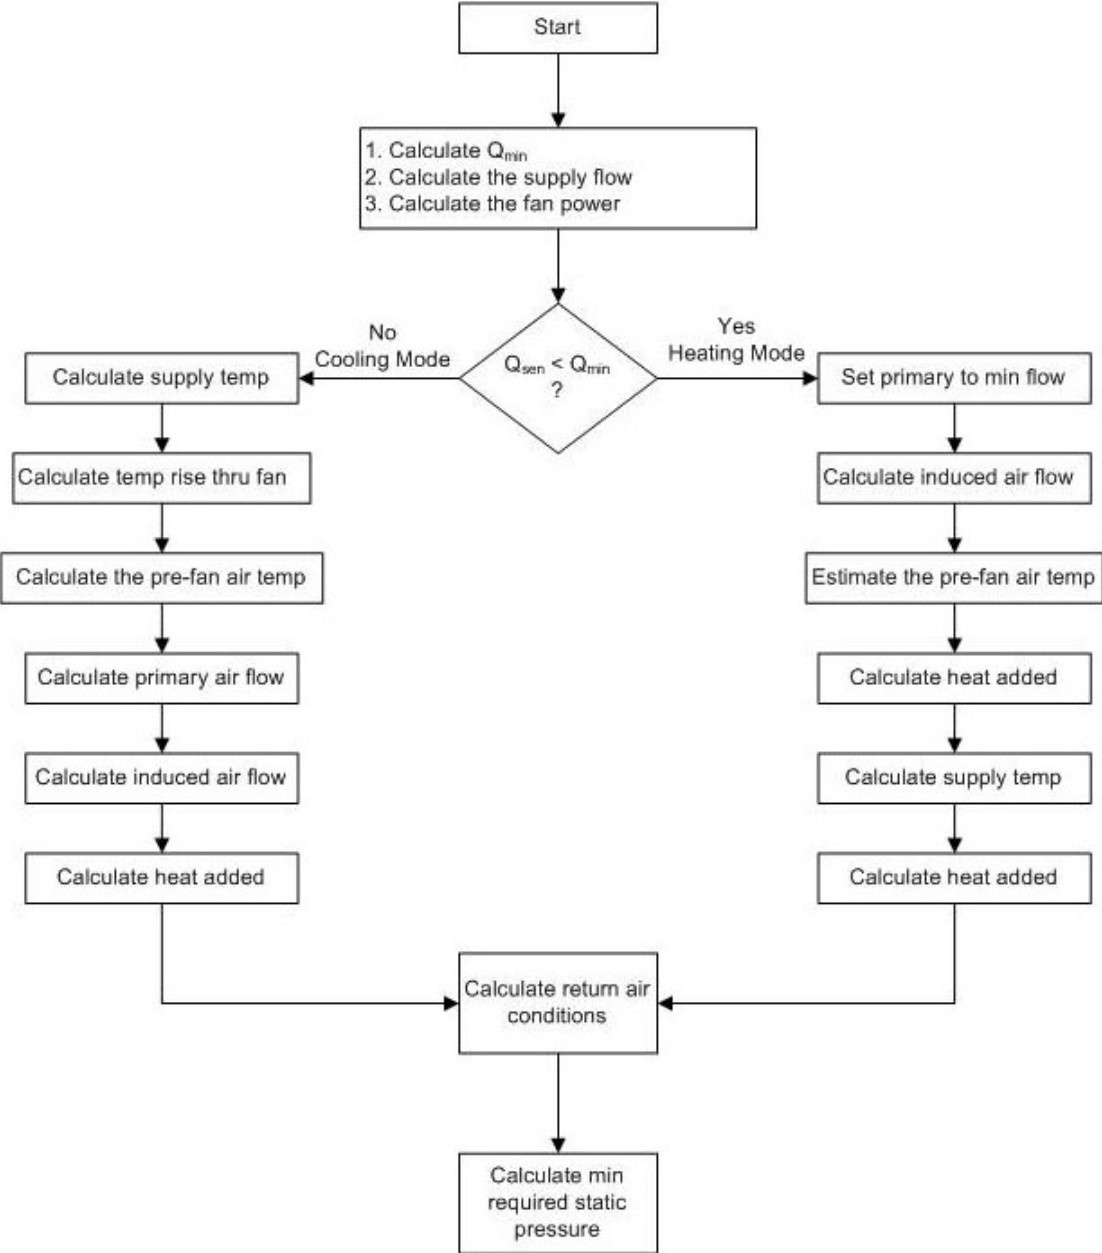 Start
1. Calculate Qmin
2. Calculate the supply flow
3. Calculate the fan power
Qsen < Qmin
?
No
Cooling Mode
Yes
Heating Mode
Calculate supply temp
Calculate temp rise thru fan
Calculate the pre-fan air temp
Calculate primary air flow
Calculate induced air flow
Calculate heat added
Set primary to min flow
Calculate induced air flow
Estimate the pre-fan air temp
Calculate heat added
Calculate supply temp
Calculate heat added
Calculate return air
conditions
Calculate min
required static
pressure